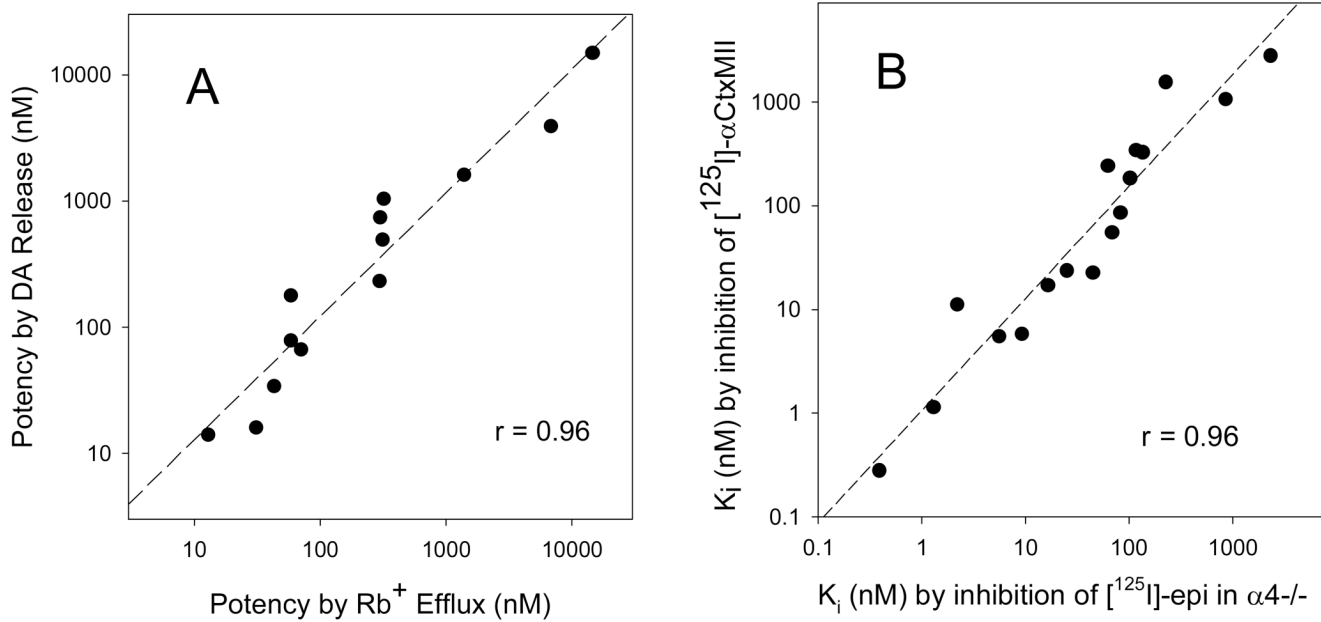 A
Potency by DA Release (nM)
10000
1000
100
10
r = 0.96
10
100
1000
10000
Potency by Rb⁺ Efflux (nM)
B
Kᵢ (nM) by inhibition of [¹²⁵I]-αCtxMII
1000
100
10
1
0.1
r = 0.96
0.1
1
10
100
1000
Kᵢ (nM) by inhibition of [¹²⁵I]-epi in α4-/-